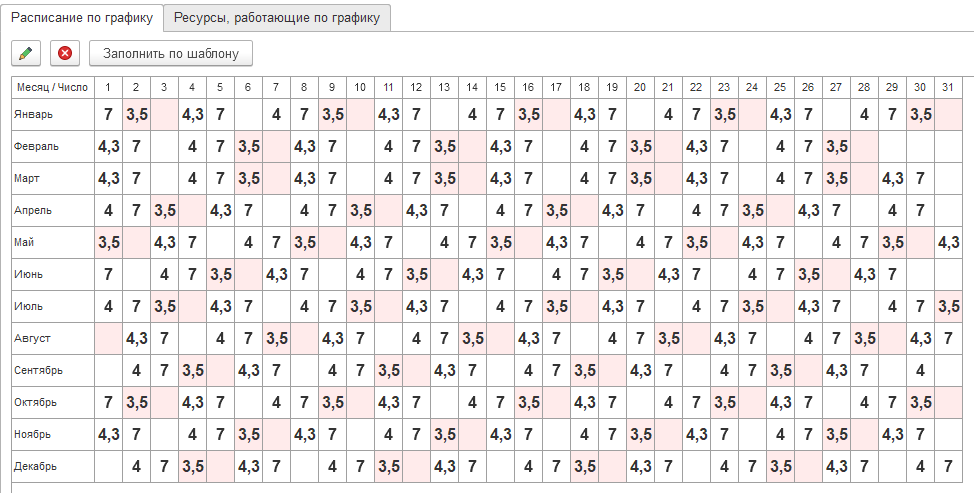 Расписание по графику Ресурсы, работающие по графику
Заполнить по шаблону
Месяц / Число 1 2 3 4 5 6 7 8 9 10 11 12 13 14 15 16 17 18 19 20 21 22 23 24 25 26 27 28 29 30 31
Январь 7 3,5 4,3 7 4 7 3,5 4,3 7 4 7 3,5 4,3 7 4 7 3,5 4,3 7 4 7 3,5
Февраль 4,3 7 4 7 3,5 4,3 7 4 7 3,5 4,3 7 4 7 3,5 4,3 7 4 7 3,5
Март 4,3 7 4 7 3,5 4,3 7 4 7 3,5 4,3 7 4 7 3,5 4,3 7 4 7 3,5 4,3 7
Апрель 4 7 3,5 4,3 7 4 7 3,5 4,3 7 4 7 3,5 4,3 7 4 7 3,5 4,3 7 4 7
Май 3,5 4,3 7 4 7 3,5 4,3 7 4 7 3,5 4,3 7 4 7 3,5 4,3 7 4 7 3,5 4,3
Июнь 7 4 7 3,5 4,3 7 4 7 3,5 4,3 7 4 7 3,5 4,3 7 4 7 3,5 4,3 7
Июль 4 7 3,5 4,3 7 4 7 3,5 4,3 7 4 7 3,5 4,3 7 4 7 3,5 4,3 7 4 7 3,5
Август 4,3 7 4 7 3,5 4,3 7 4 7 3,5 4,3 7 4 7 3,5 4,3 7 4 7 3,5 4,3 7
Сентябрь 4 7 3,5 4,3 7 4 7 3,5 4,3 7 4 7 3,5 4,3 7 4 7 3,5 4,3 7 4
Октябрь 7 3,5 4,3 7 4 7 3,5 4,3 7 4 7 3,5 4,3 7 4 7 3,5 4,3 7 4 7 3,5
Ноябрь 4,3 7 4 7 3,5 4,3 7 4 7 3,5 4,3 7 4 7 3,5 4,3 7 4 7 3,5 4,3 7
Декабрь 4 7 3,5 4,3 7 4 7 3,5 4,3 7 4 7 3,5 4,3 7 4 7 3,5 4,3 7 4 7